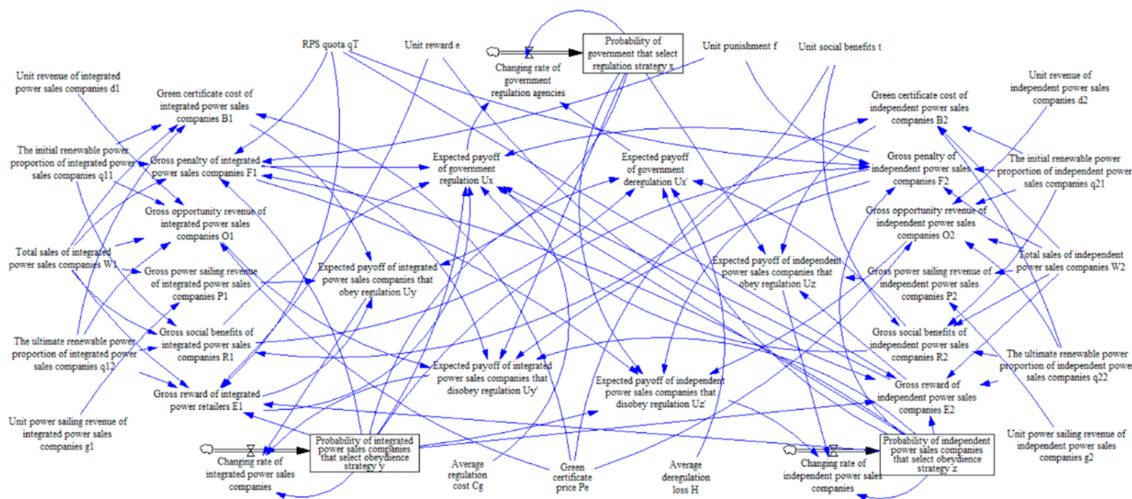 RPS quota qT
Unit reward e
Probability of
government that select
regulation strategy x
Unit punishment f
Unit social benefits t
Changing rate of
government
regulation agencies
Unit revenue of integrated
power sales companies d1
Green certificate cost of
integrated power sales
companies B1
Green certificate cost of
independent power sales
companies B2
Unit revenue of
independent power sales
companies d2
The initial renewable power
proportion of integrated power
sales companies q11
Gross penalty of integrated
power sales companies F1
Expected payoff
of government
regulation Ux
Expected payoff
of government
deregulation Ux'
Gross penalty of
independent power
sales companies
F2
The initial renewable power
proportion of independent power
sales companies q21
Gross opportunity revenue of
integrated power sales
companies O1
Gross opportunity revenue of
independent power sales
companies O2
Total sales of integrated
power sales companies W1
Gross power sailing revenue
of integrated power sales
companies P1
Expected payoff of integrated
power sales companies that
obey regulation Uy
Expected payoff of independent
power sales companies that
obey regulation Uz
Gross power sailing revenue of
independent power sales
companies P2
Total sales of independent
power sales companies W2
The ultimate renewable power
proportion of integrated power
sales companies q12
Gross social benefits of
integrated power sales
companies R1
Gross social benefits of
independent power sales
companies R2
The ultimate renewable power
proportion of independent power
sales companies q22
Gross reward of integrated
power retailers E1
Expected payoff of integrated
power sales companies that
disobey regulation Uy'
Expected payoff of independent
power sales companies that
disobey regulation Uz'
Gross reward of
independent power sales
companies E2
Unit power sailing revenue of
integrated power sales
companies g1
Unit power sailing revenue of
independent power sales
companies g2
Changing rate of
integrated power sales
companies
Probability of integrated
power sales companies
that select obeydience
strategy y
Average
regulation
cost Cg
Green
certificate
price Pe
Average
deregulation
loss H
Changing rate of
independent power sales
companies
Probability of independent
power sales companies
that select obeydience
strategy z